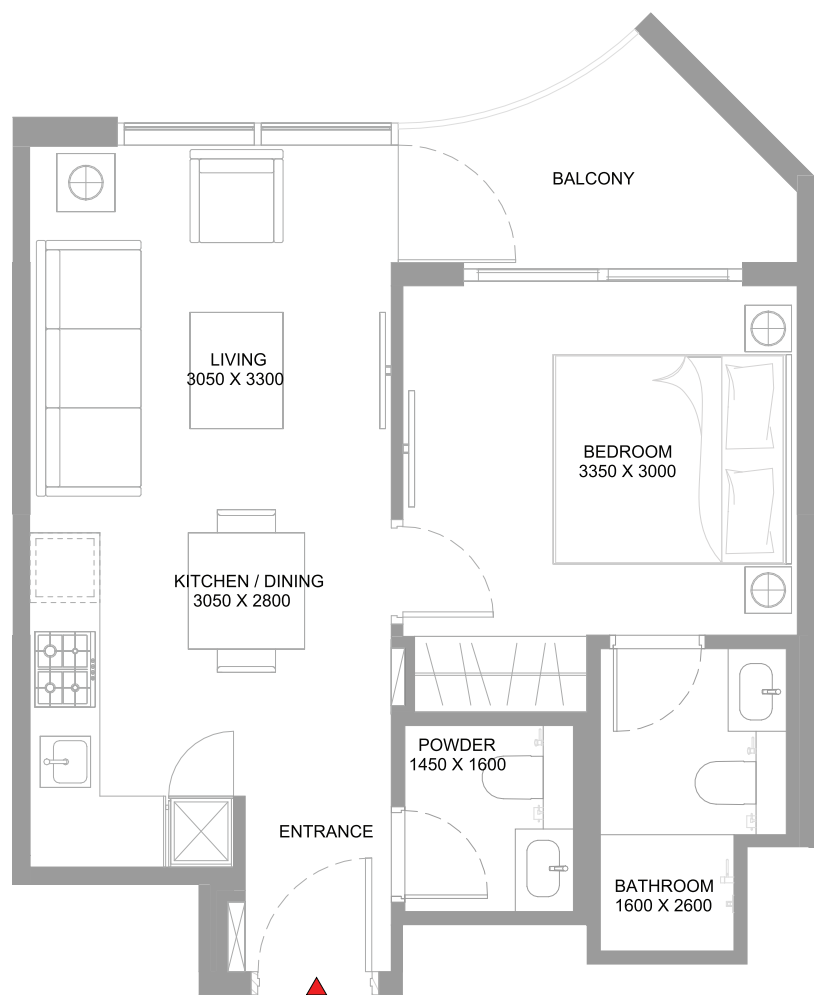 BALCONY
LIVING
3050 X 3300
BEDROOM
3350 X 3000
KITCHEN / DINING
3050 X 2800
POWDER
1450 X 1600
ENTRANCE
BATHROOM
1600 X 2600